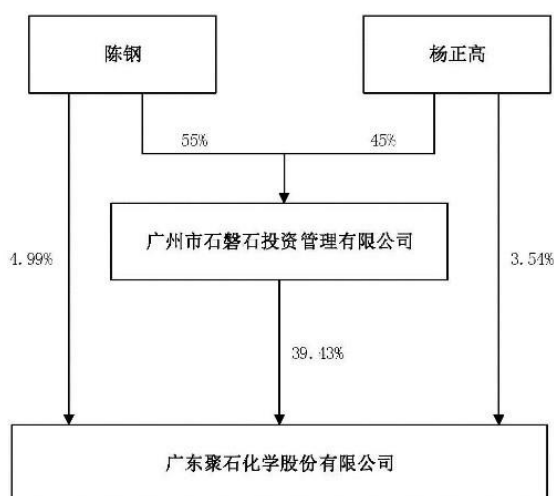 陈钢
杨正高
55%
45%
广州市石磐石投资管理有限公司
4.99%
3.54%
39.43%
广东聚石化学股份有限公司